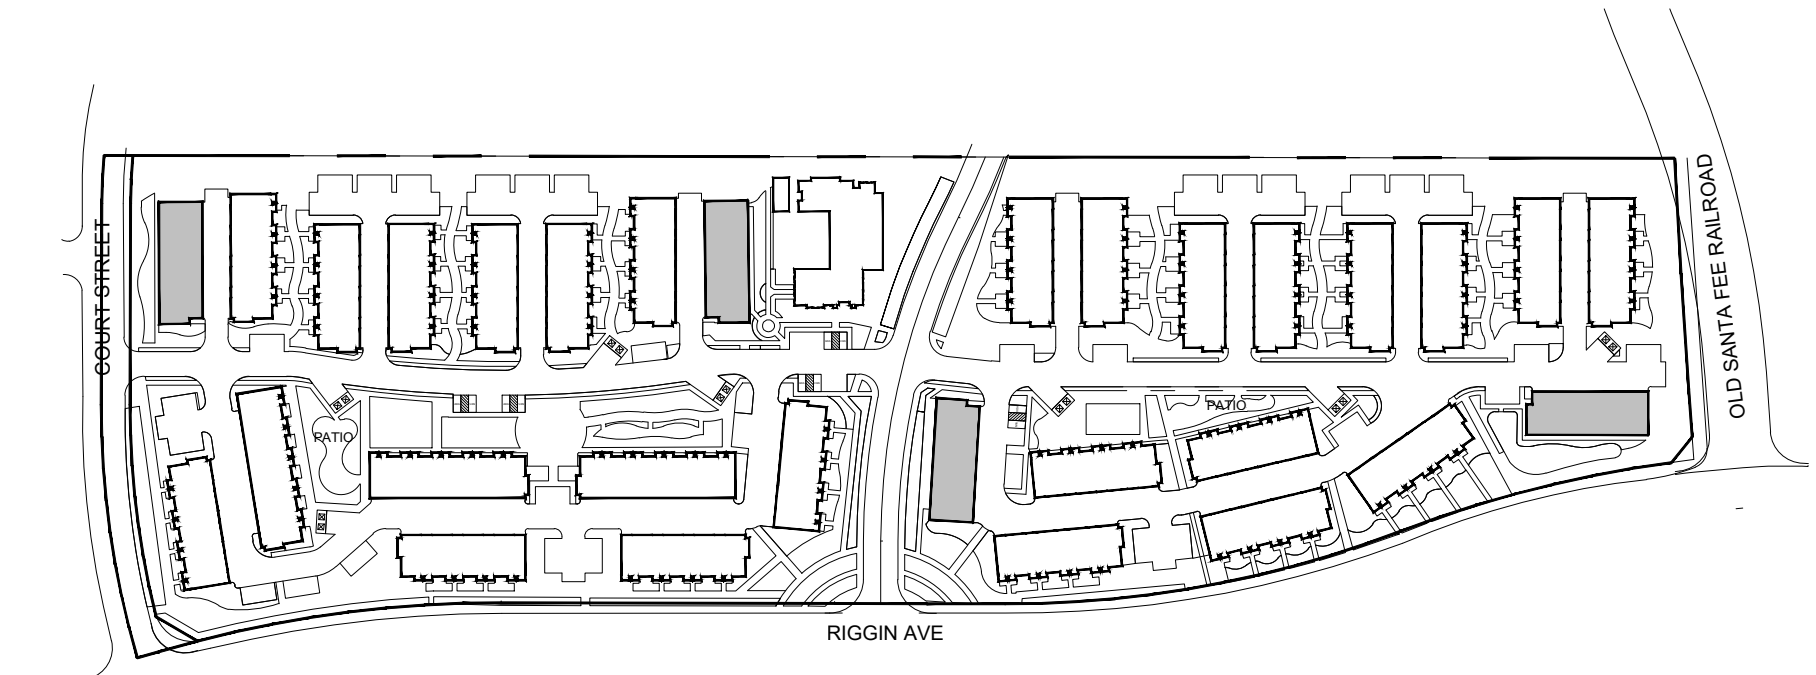 COURT STREET
OLD SANTA FEE RAILROAD
PATIO
PATIO
RIGGIN AVE